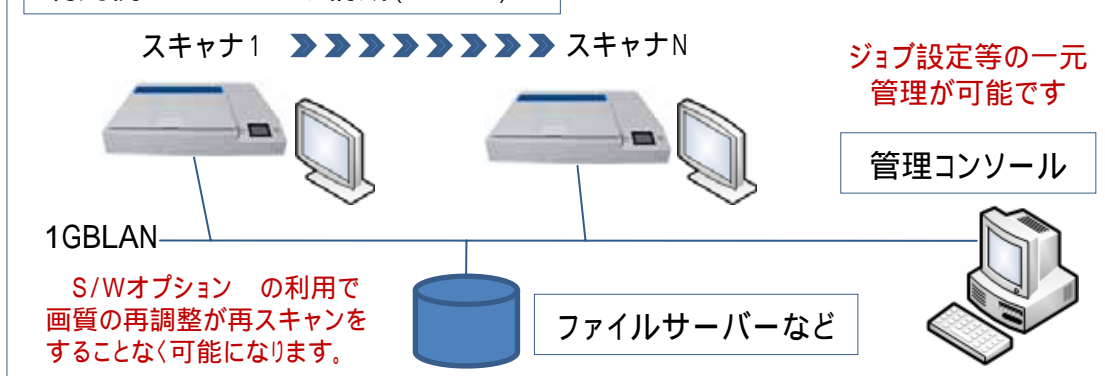 スキャナ1 スキャナN
ジョブ設定等の一元
管理が可能です
管理コンソール
1GBLAN
S/Wオプション の利用で
画質の再調整が再スキャンを
することなく可能になります。
ファイルサーバーなど